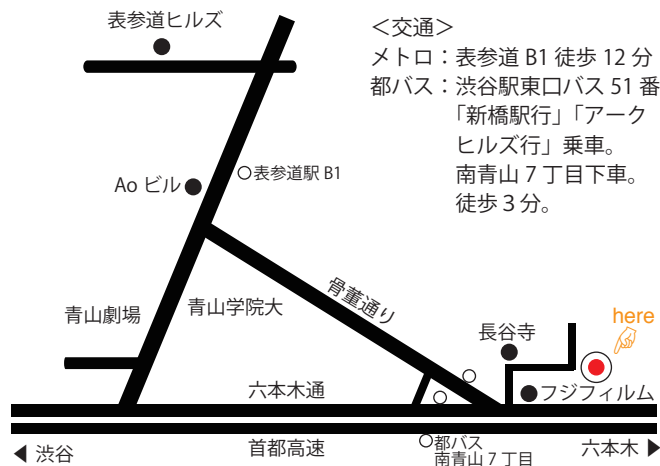 表参道ヒルズ
＜交通＞
メトロ：表参道 B1 徒歩 12 分
都バス：渋谷駅東口バス 51 番
「新橋駅行」「アーク
ヒルズ行」乗車。
南青山 7 丁目下車。
徒歩 3 分。
表参道駅 B1
Ao ビル
骨董通り
青山劇場
青山学院大
長谷寺
here
フジフィルム
六本木通
渋谷
首都高速
都バス
南青山 7 丁目
六本木